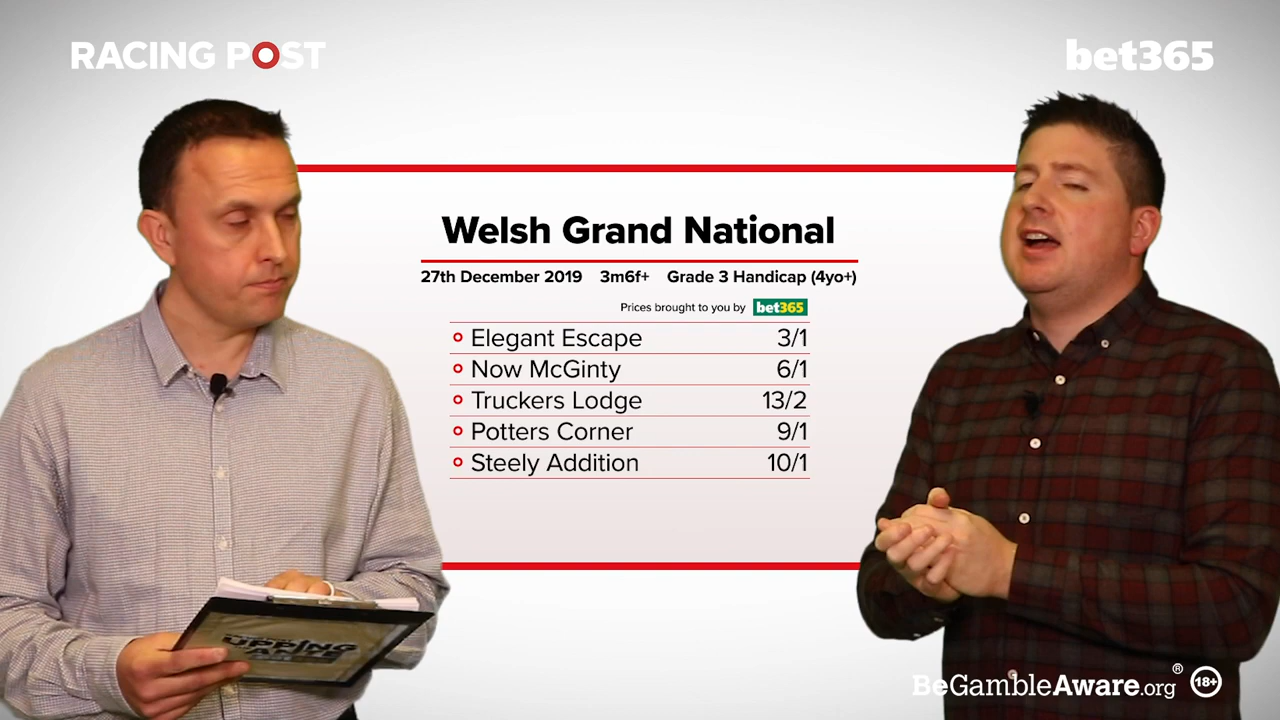 RACING POST
bet365
Welsh Grand National
27th December 2019 3m6f+ Grade 3 Handicap (4yo+)
Prices brought to you by bet365
Elegant Escape 3/1
Now McGinty 6/1
Truckers Lodge 13/2
Potters Corner 9/1
Steely Addition 10/1
UPPING
ANTE
BeGambleAware.org® 18+